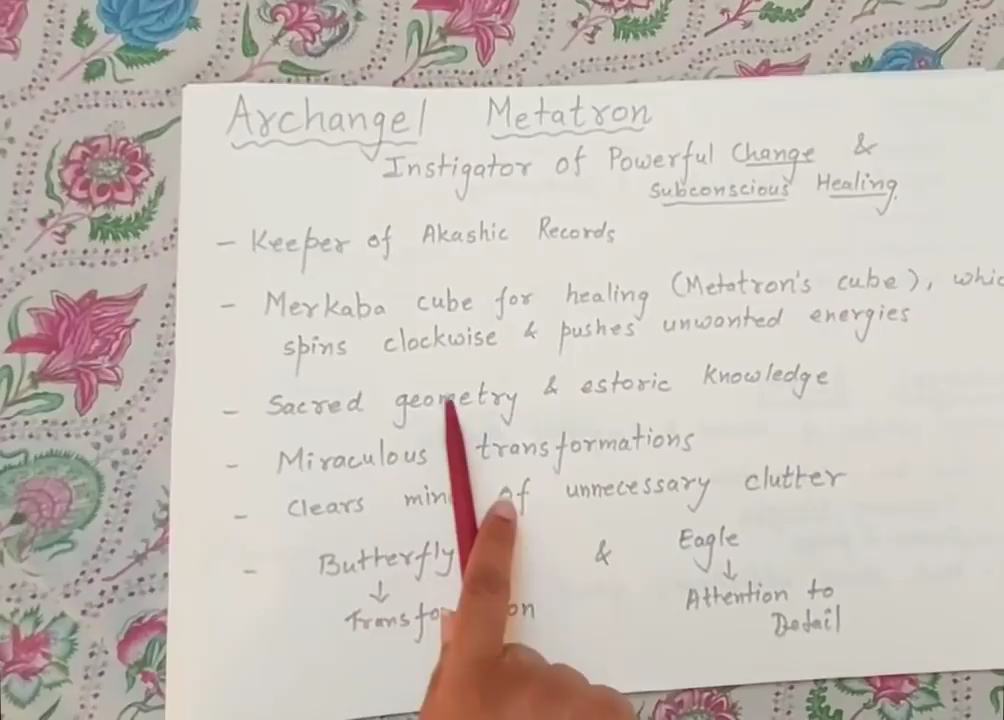 Archangel Metatron
Instigator of Powerful Change &
Subconscious Healing.
- Keeper of Akashic Records
- Merkaba cube for healing (Metatron's cube), whic
spins clockwise & pushes unwanted energies
- Sacred geometry & estoric knowledge
- Miraculous transformations
- Clears of unnecessary clutter
- Butterfly & Eagle
↓ ↓
Attention to
Detail